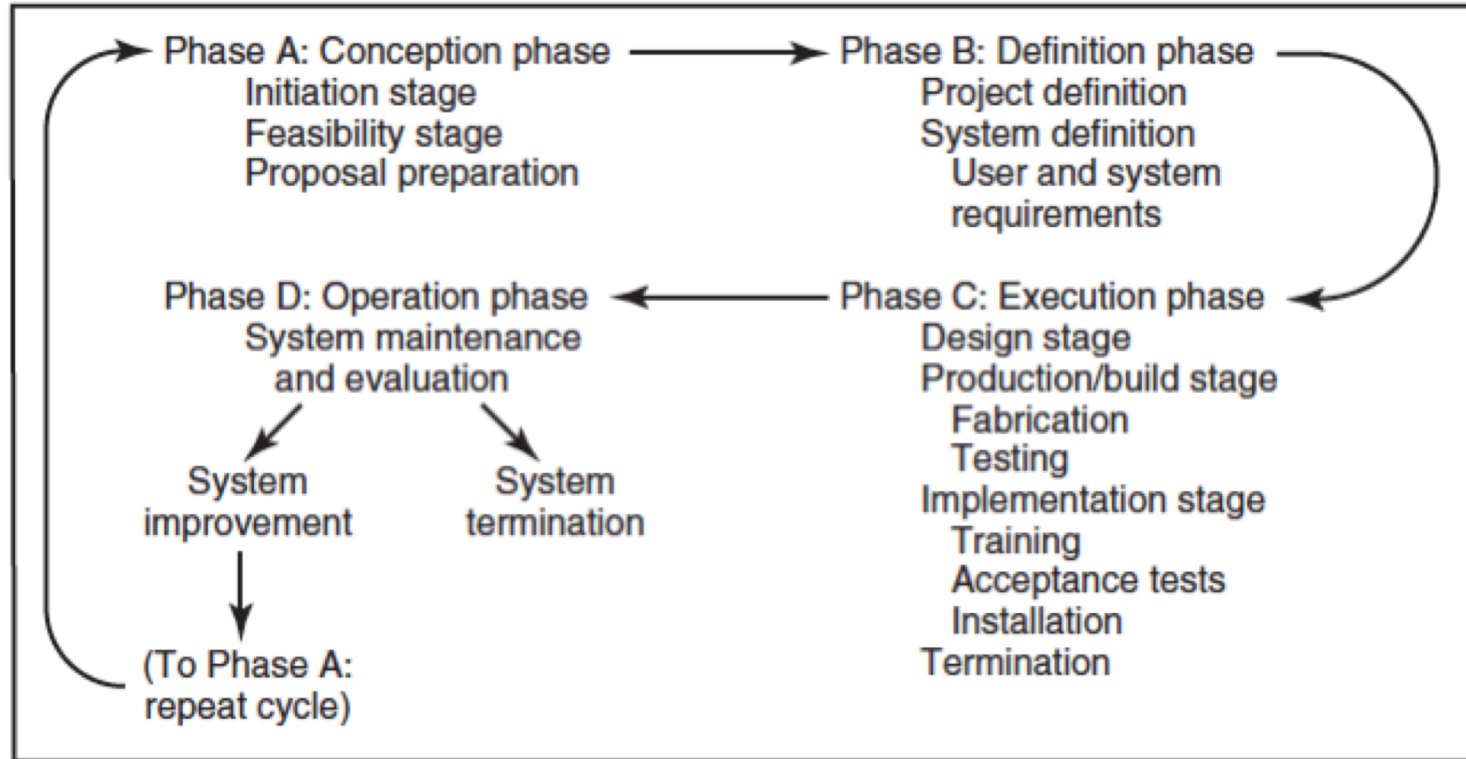 Phase A: Conception phase
Initiation stage
Feasibility stage
Proposal preparation
Phase B: Definition phase
Project definition
System definition
User and system
requirements
Phase C: Execution phase
Design stage
Production/build stage
Fabrication
Testing
Implementation stage
Training
Acceptance tests
Installation
Termination
Phase D: Operation phase
System maintenance
and evaluation
System
improvement
System
termination
(To Phase A:
repeat cycle)